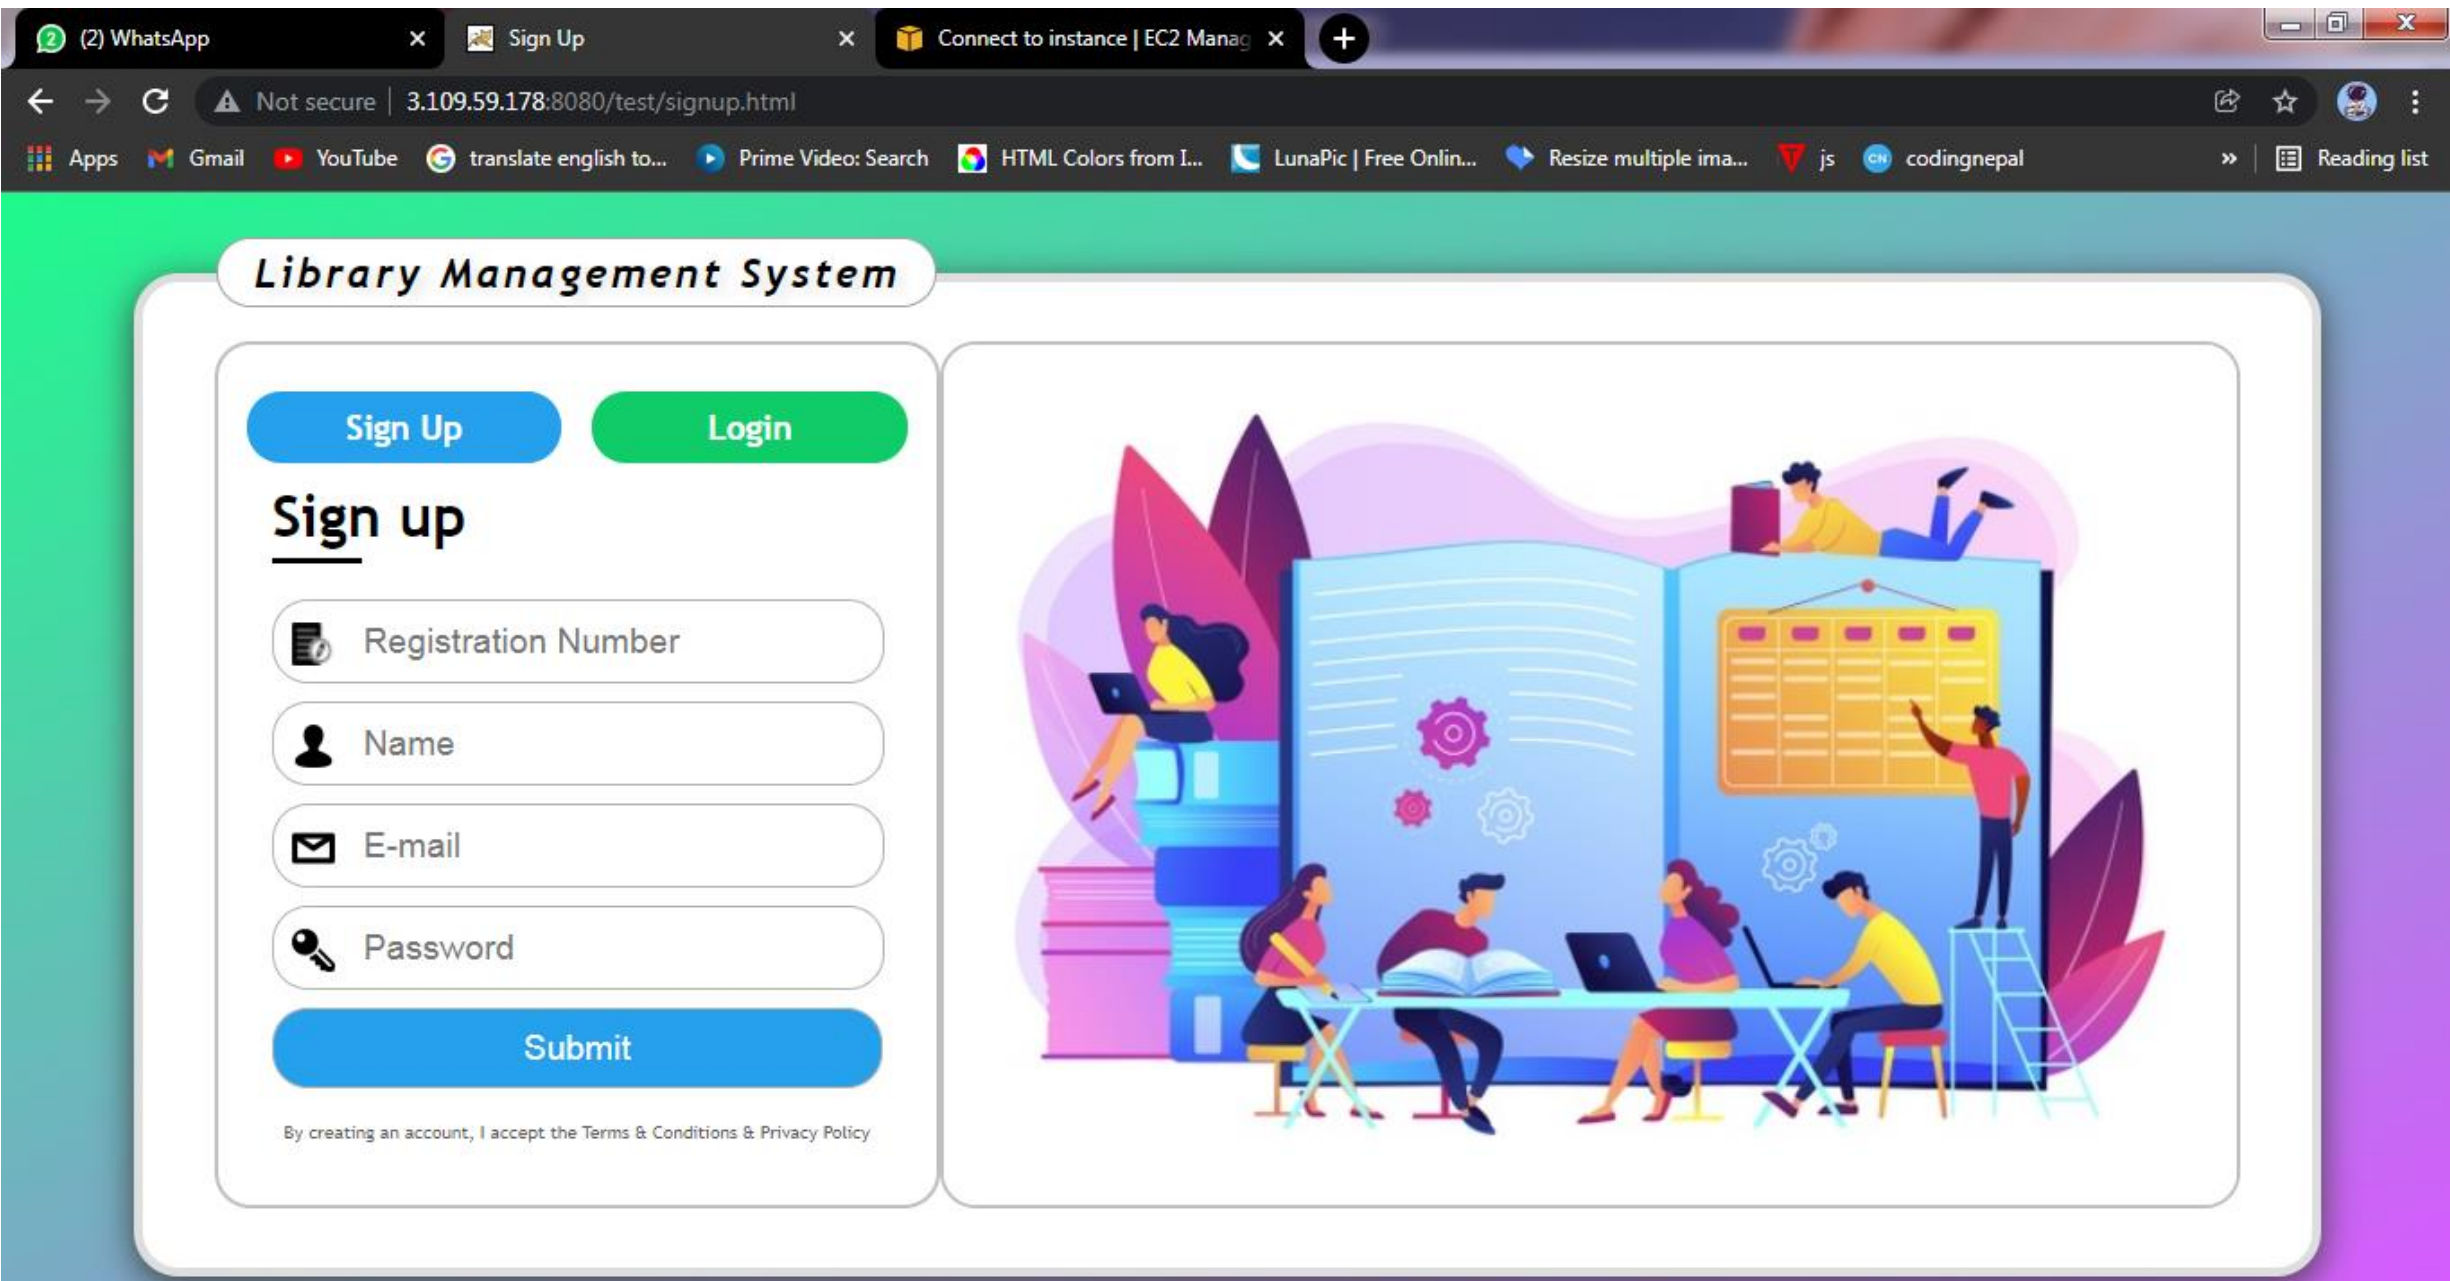 2 (2) WhatsApp
Sign Up
Connect to instance | EC2 Manag
Not secure | 3.109.59.178:8080/test/signup.html
Apps Gmail YouTube translate english to... Prime Video: Search HTML Colors from I... LunaPic | Free Onlin... Resize multiple ima... js CN codingnepal » Reading list
Library Management System
Sign Up Login
Sign up
Registration Number
Name
E-mail
Password
Submit
By creating an account, I accept the Terms & Conditions & Privacy Policy